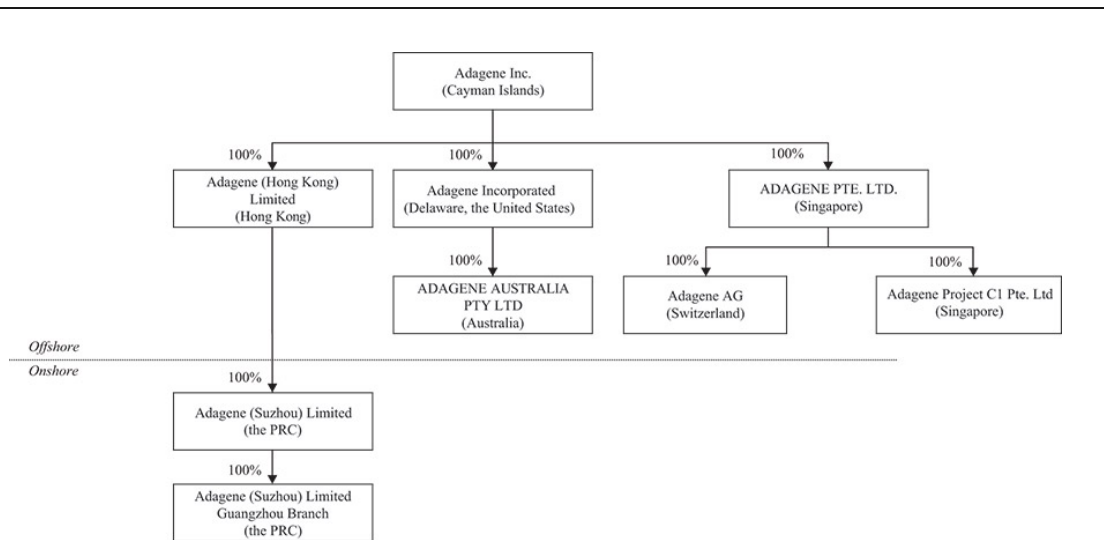 Adagene Inc.
(Cayman Islands)
100%
100%
100%
Adagene (Hong Kong)
Limited
(Hong Kong)
Adagene Incorporated
(Delaware, the United States)
ADAGENE PTE. LTD.
(Singapore)
100%
100%
100%
ADAGENE AUSTRALIA
PTY LTD
(Australia)
Adagene AG
(Switzerland)
Adagene Project C1 Pte. Ltd
(Singapore)
Offshore
Onshore
100%
Adagene (Suzhou) Limited
(the PRC)
100%
Adagene (Suzhou) Limited
Guangzhou Branch
(the PRC)